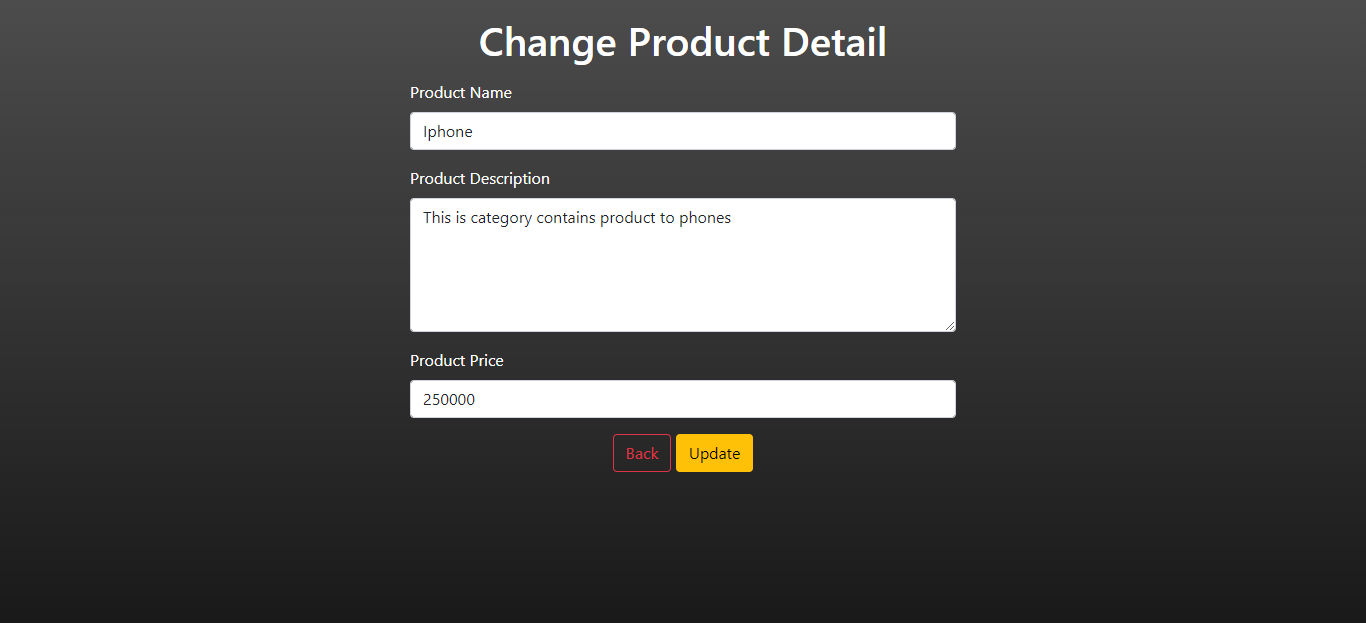 Change Product Detail
Product Name
Iphone
Product Description
This is category contains product to phones
Product Price
250000
Back Update